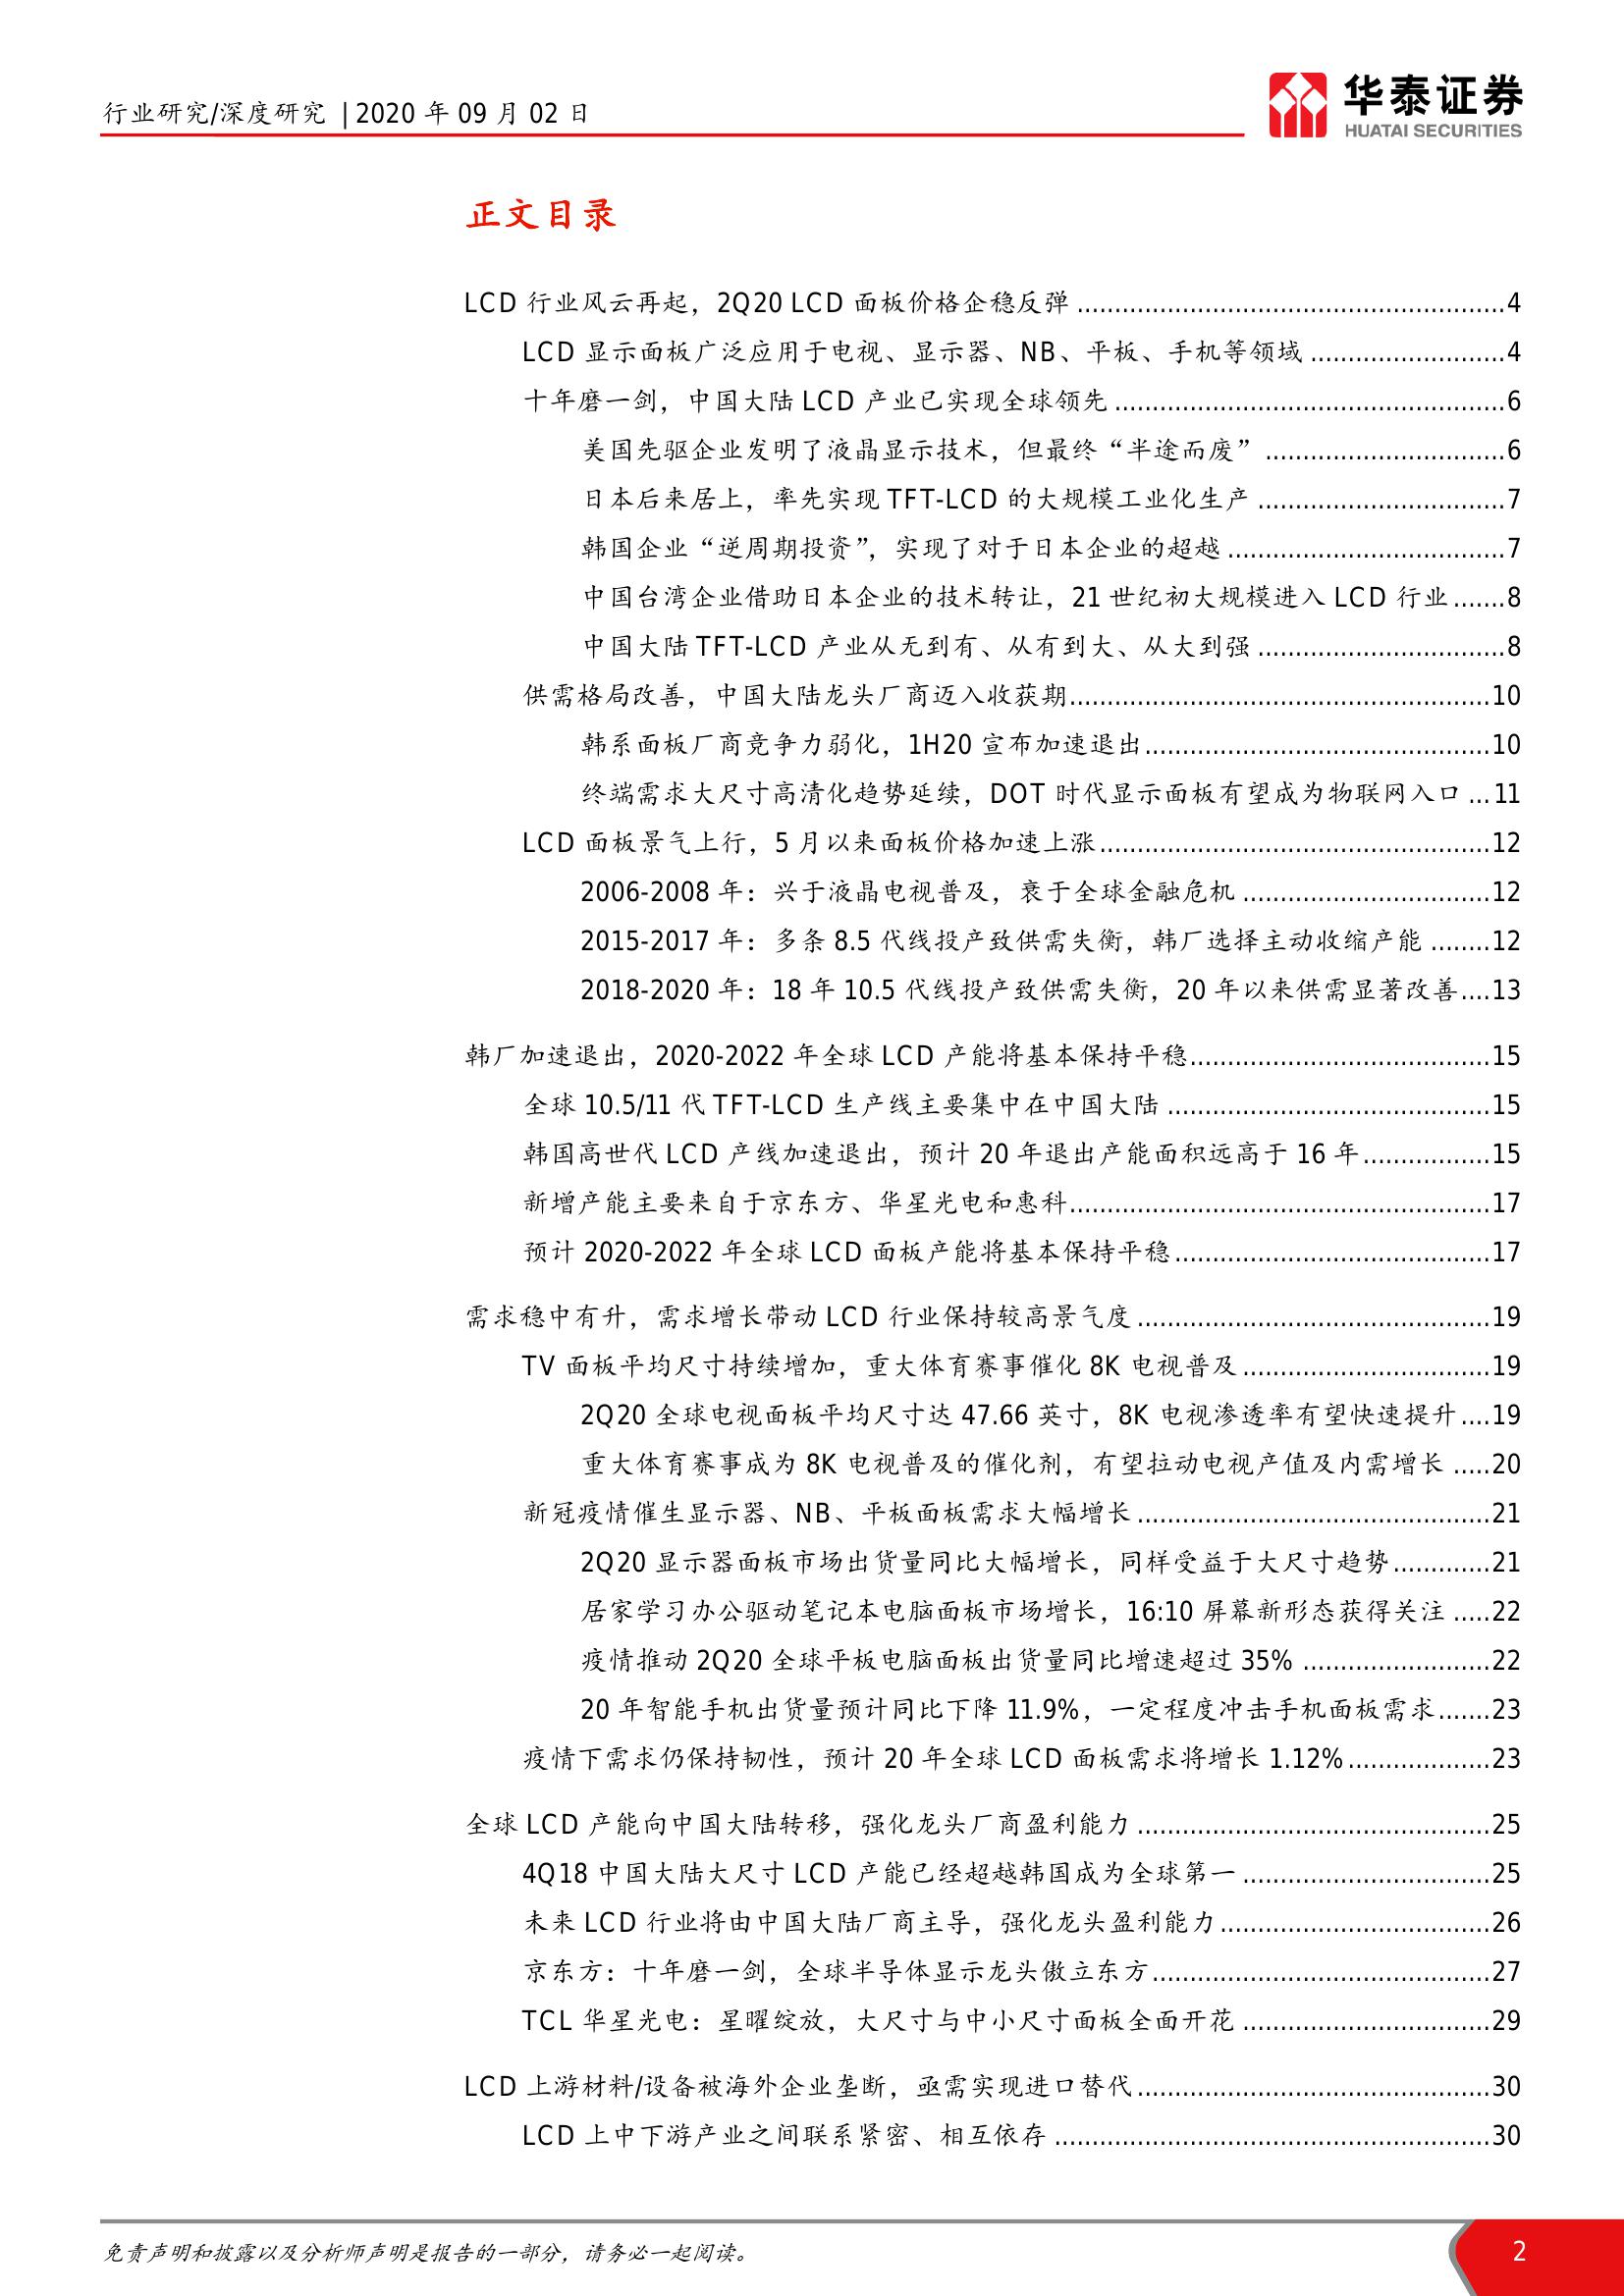 行业研究/深度研究 | 2020 年 09 月 02 日
华泰证券
HUATAI SECURITIES
正文目录
LCD 行业风云再起，2Q20 LCD 面板价格企稳反弹 ........................................................4
LCD 显示面板广泛应用于电视、显示器、NB、平板、手机等领域 ..........................4
十年磨一剑，中国大陆 LCD 产业已实现全球领先 ...................................................6
美国先驱企业发明了液晶显示技术，但最终“半途而废” ................................6
日本后来居上，率先实现 TFT-LCD 的大规模工业化生产 .................................7
韩国企业“逆周期投资”，实现了对于日本企业的超越 ......................................7
中国台湾企业借助日本企业的技术转让，21 世纪初大规模进入 LCD 行业 .......8
中国大陆 TFT-LCD 产业从无到有、从有到大、从大到强 .................................8
供需格局改善，中国大陆龙头厂商迈入收获期........................................................10
韩系面板厂商竞争力弱化，1H20 宣布加速退出..............................................10
终端需求大尺寸高清化趋势延续，DOT 时代显示面板有望成为物联网入口 ...11
LCD 面板景气上行，5 月以来面板价格加速上涨....................................................12
2006-2008 年：兴于液晶电视普及，衰于全球金融危机 .................................12
2015-2017 年：多条 8.5 代线投产致供需失衡，韩厂选择主动收缩产能 ........12
2018-2020 年：18 年 10.5 代线投产致供需失衡，20 年以来供需显著改善....13
韩厂加速退出，2020-2022 年全球 LCD 产能将基本保持平稳........................................15
全球 10.5/11 代 TFT-LCD 生产线主要集中在中国大陆 ...........................................15
韩国高世代 LCD 产线加速退出，预计 20 年退出产能面积远高于 16 年.................15
新增产能主要来自于京东方、华星光电和惠科........................................................17
预计 2020-2022 年全球 LCD 面板产能将基本保持平稳..........................................17
需求稳中有升，需求增长带动 LCD 行业保持较高景气度 ...............................................19
TV 面板平均尺寸持续增加，重大体育赛事催化 8K 电视普及 .................................19
2Q20 全球电视面板平均尺寸达 47.66 英寸，8K 电视渗透率有望快速提升....19
重大体育赛事成为 8K 电视普及的催化剂，有望拉动电视产值及内需增长 .....20
新冠疫情催生显示器、NB、平板面板需求大幅增长 ...............................................21
2Q20 显示器面板市场出货量同比大幅增长，同样受益于大尺寸趋势.............21
居家学习办公驱动笔记本电脑面板市场增长，16:10 屏幕新形态获得关注 .....22
疫情推动 2Q20 全球平板电脑面板出货量同比增速超过 35% .........................22
20 年智能手机出货量预计同比下降 11.9%，一定程度冲击手机面板需求.......23
疫情下需求仍保持韧性，预计 20 年全球 LCD 面板需求将增长 1.12%...................23
全球 LCD 产能向中国大陆转移，强化龙头厂商盈利能力 ...............................................25
4Q18 中国大陆大尺寸 LCD 产能已经超越韩国成为全球第一 .................................25
未来 LCD 行业将由中国大陆厂商主导，强化龙头盈利能力....................................26
京东方：十年磨一剑，全球半导体显示龙头傲立东方.............................................27
TCL 华星光电：星曜绽放，大尺寸与中小尺寸面板全面开花 .................................29
LCD 上游材料/设备被海外企业垄断，亟需实现进口替代...............................................30
LCD 上中下游产业之间联系紧密、相互依存 ..........................................................30
免责声明和披露以及分析师声明是报告的一部分，请务必一起阅读。
2